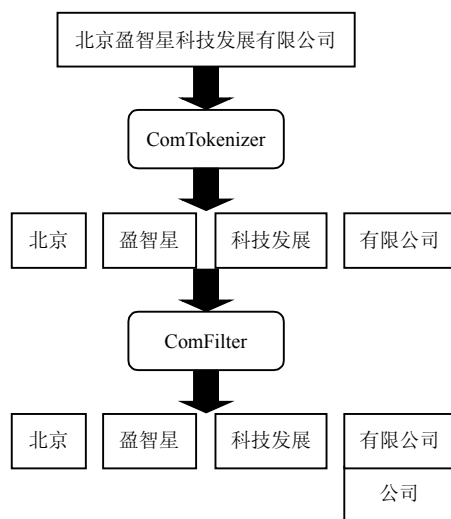 北京盈智星科技发展有限公司
ComTokenizer
北京 盈智星 科技发展 有限公司
ComFilter
北京 盈智星 科技发展 有限公司
公司